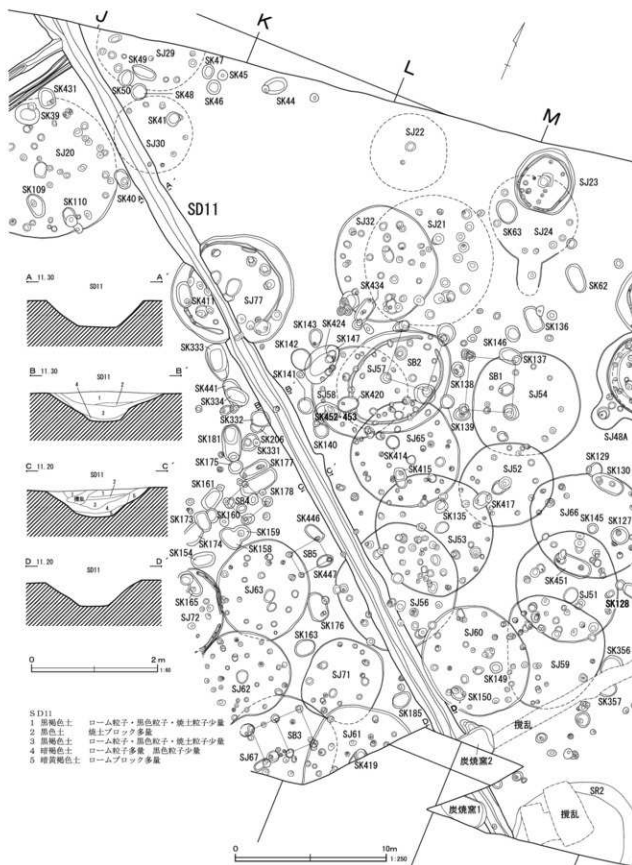 J
K
L
M
SK49
SJ29
SK47
SK45
SK50
SK48
SK46
SK44
SK431
SK39
SK41
SJ30
SJ20
SJ22
SJ23
SK109
SK110
SK40
A
A'
SD11
SJ32
SJ21
SK63
SJ24
SK434
SK62
A 11.30
SD11
A'
SK411
SJ77
SK136
SK143
SK424
SK147
SK142
SK146
SK333
SJ57
SB2
SK137
B 11.30
SD11
B'
4
1
2
3
SK141
SK138
SB1
SJ54
SK441
SJ58
SK420
SK334
SK452・453
SK139
SJ48A
SK332
SK140
SJ65
SK181
SK206
SK331
SK414
SK129
SK130
SK175
SK177
SK415
SJ52
C 11.20
SD11
C'
SK161
SK178
SB4
SK135
SK417
SJ66
SK145
SK127
SK160
SK173
SK446
SJ53
SK174
SK159
SK154
SK158
SB5
SK451
SJ51
D 11.20
SD11
D'
SK165
SJ63
SK447
SJ56
SK128
SJ72
SK176
SJ60
SJ59
SK163
SK356
SJ62
SJ71
SK149
SK150
SK357
0
2 m
SK185
攪乱
SB3
SJ61
SJ67
SK419
炭焼窯2
炭焼窯1
攪乱
SR2
SD11
1 黒褐色土 ローム粒子・黒色粒子・焼土粒子少量
2 黒色土 焼土ブロック多量
3 黒褐色土 ローム粒子・黒色粒子・焼土粒子少量
4 暗褐色土 ローム粒子多量 黒色粒子少量
5 暗黄褐色土 ロームブロック多量
0
10m
1:250